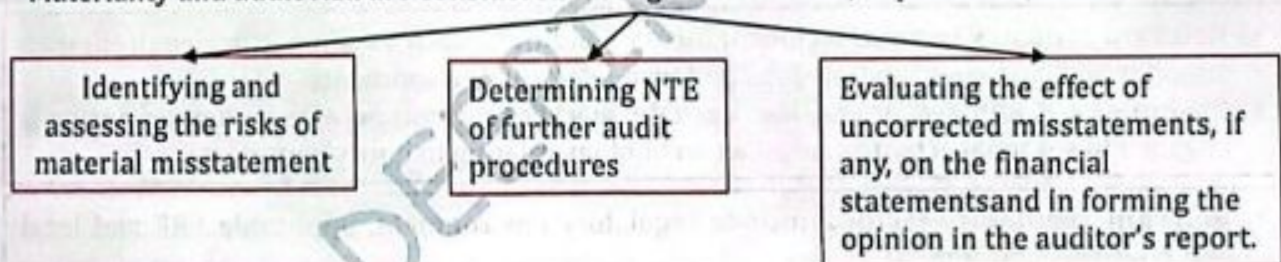 Identifying and
assessing the risks of
material misstatement
Determining NTE
of further audit
procedures
Evaluating the effect of
uncorrected misstatements, if
any, on the financial
statementsand in forming the
opinion in the auditor's report.